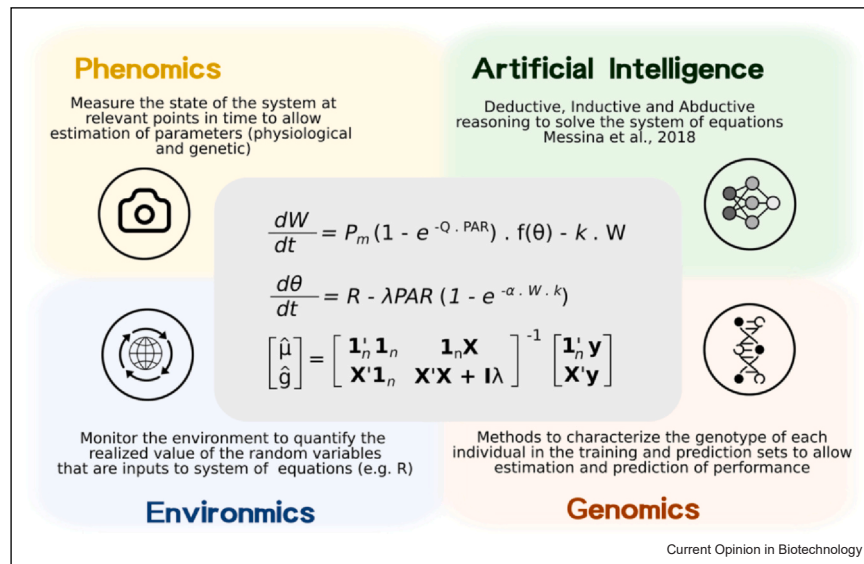 Phenomics
Measure the state of the system at
relevant points in time to allow
estimation of parameters (physiological
and genetic)
Artificial Intelligence
Deductive, Inductive and Abductive
reasoning to solve the system of equations
Messina et al., 2018
dW/dt = Pₘ (1 - e^(-Q . PAR)) . f(θ) - k . W
dθ/dt = R - λPAR (1 - e^(-α . W . k))
[μ̂ ĝ] = [1'ₙ1ₙ 1ₙX X'1ₙ X'X + Iλ]^-1 [1'ₙy X'y]
Monitor the environment to quantify the
realized value of the random variables
that are inputs to system of equations (e.g. R)
Environmics
Methods to characterize the genotype of each
individual in the training and prediction sets to allow
estimation and prediction of performance
Genomics
Current Opinion in Biotechnology